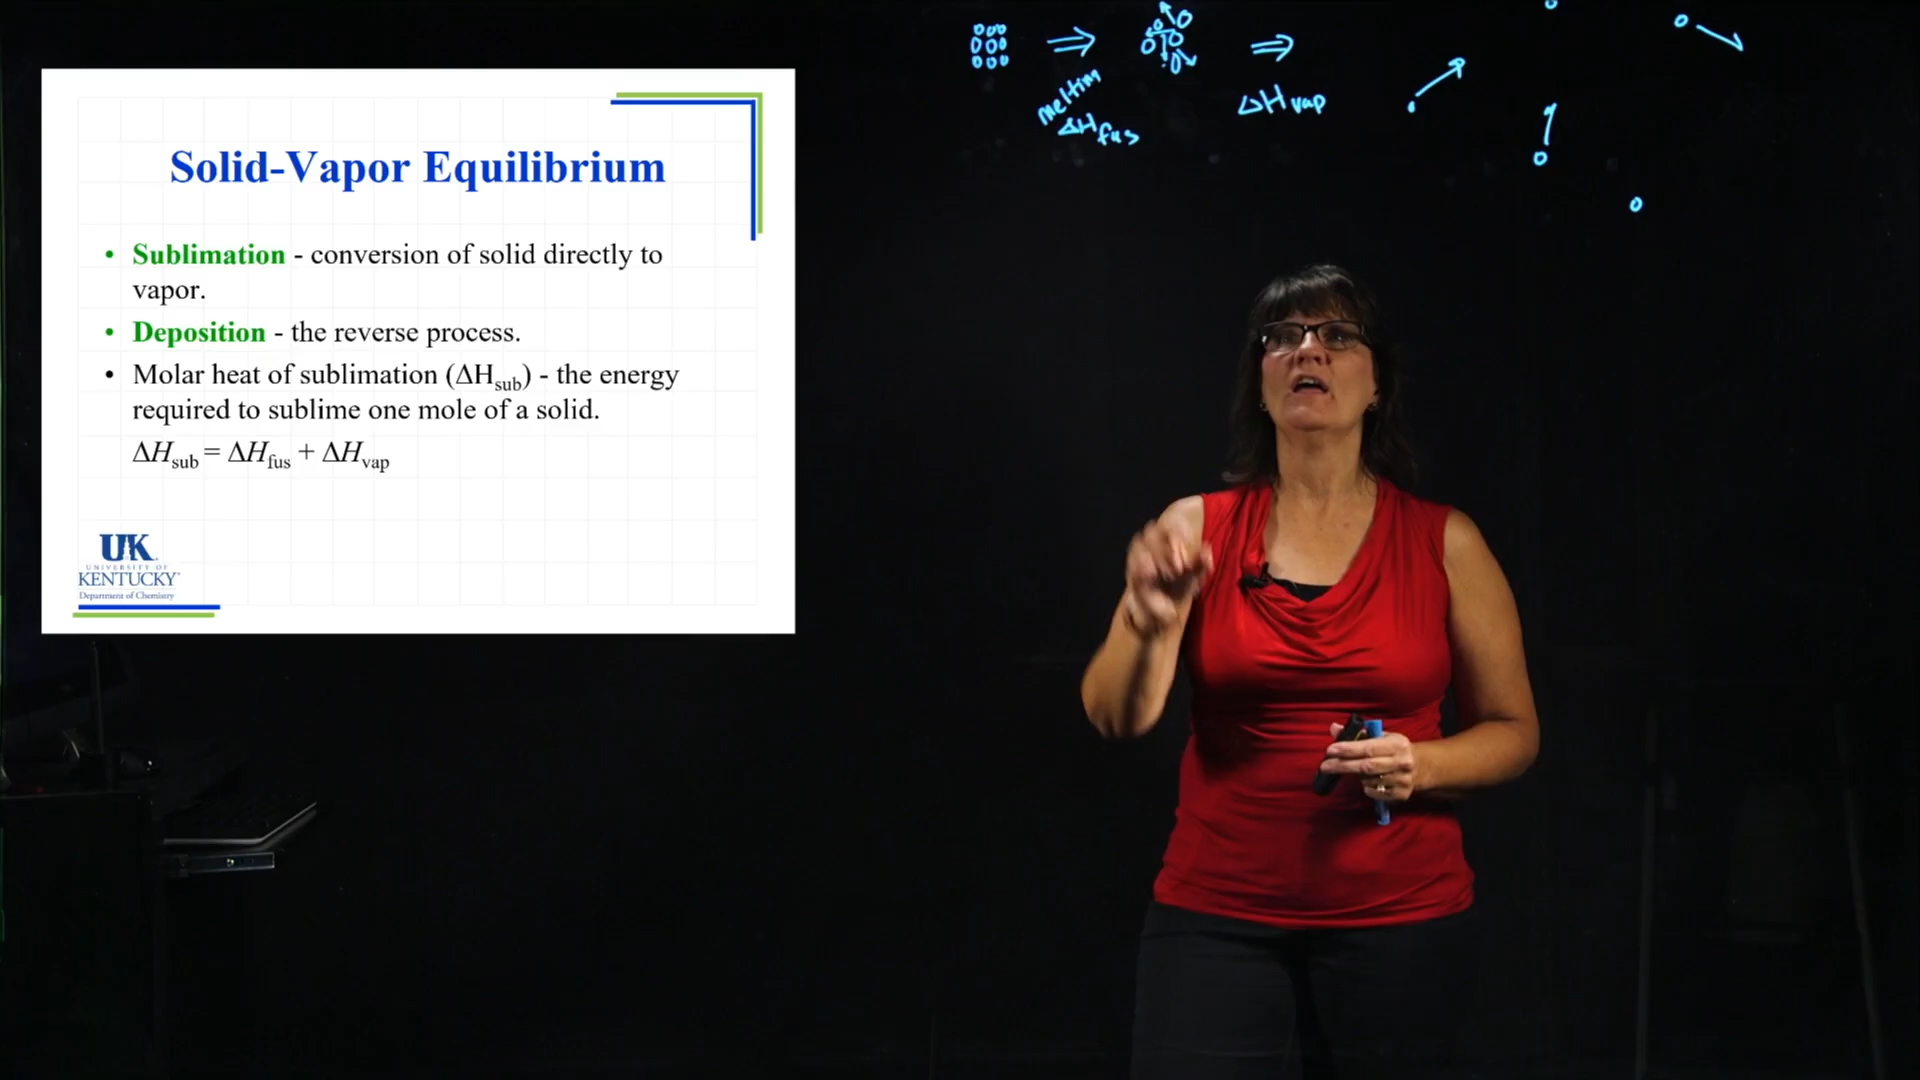 Solid-Vapor Equilibrium
• Sublimation - conversion of solid directly to
vapor.
• Deposition - the reverse process.
• Molar heat of sublimation (ΔHsub) - the energy
required to sublime one mole of a solid.
ΔHsub = ΔHfus + ΔHvap
UK
UNIVERSITY OF
KENTUCKY
Department of Chemistry
melting
ΔHfus
ΔHvap